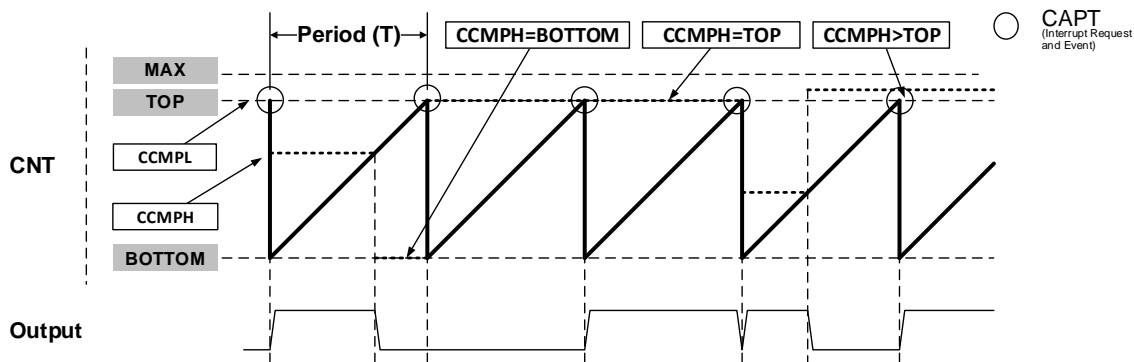 Period (T)
CCMPH=BOTTOM
CCMPH=TOP
CCMPH>TOP
CAPT
(Interrupt Request
and Event)
MAX
TOP
CCMPL
CNT
CCMPH
BOTTOM
Output